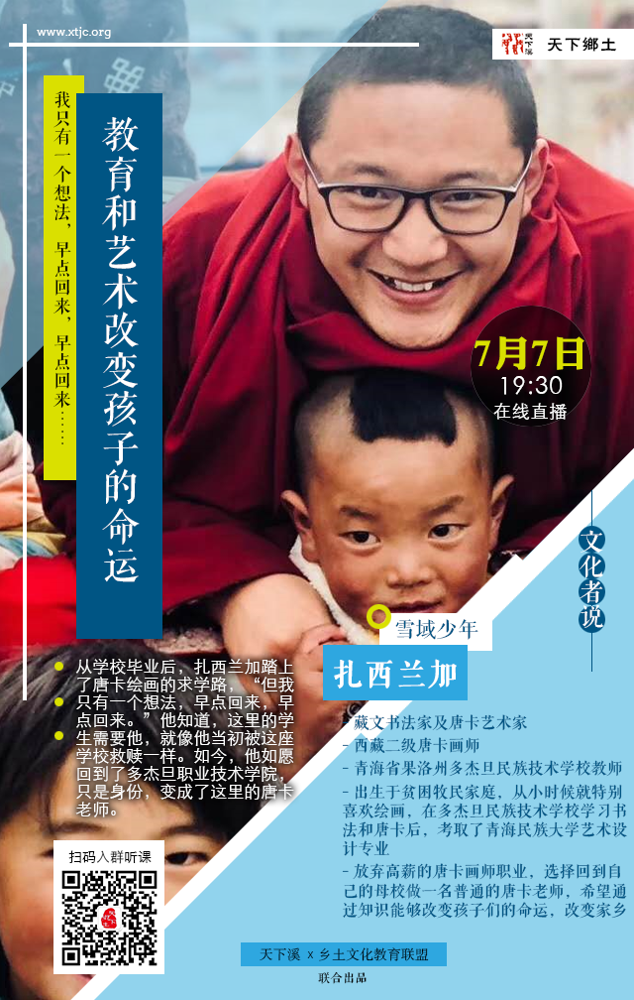 www.xtjc.org
天下溪
天下鄉土
我只有一个想法，早点回来，早点回来……
教育和艺术改变孩子的命运
7月7日
19:30
在线直播
文化者说
雪域少年
扎西兰加
从学校毕业后，扎西兰加踏上
了唐卡绘画的求学路，“但我
只有一个想法，早点回来，早
点回来。”他知道，这里的学
生需要他，就像他当初被这座
学校救赎一样。如今，他如愿
回到了多杰旦职业技术学院，
只是身份，变成了这里的唐卡
老师。
- 藏文书法家及唐卡艺术家
- 西藏二级唐卡画师
- 青海省果洛州多杰旦民族技术学校教师
- 出生于贫困牧民家庭，从小时候就特别
喜欢绘画，在多杰旦民族技术学校学习书
法和唐卡后，考取了青海民族大学艺术设
计专业
- 放弃高薪的唐卡画师职业，选择回到自
己的母校做一名普通的唐卡老师，希望通
过知识能够改变孩子们的命运，改变家乡
扫码入群听课
天下溪 x 乡土文化教育联盟
联合出品